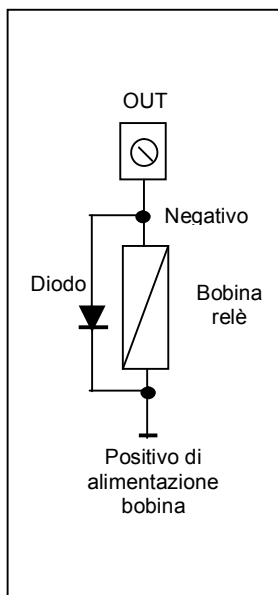 OUT
Negativo
Diodo
Bobina
relè
Positivo di
alimentazione
bobina